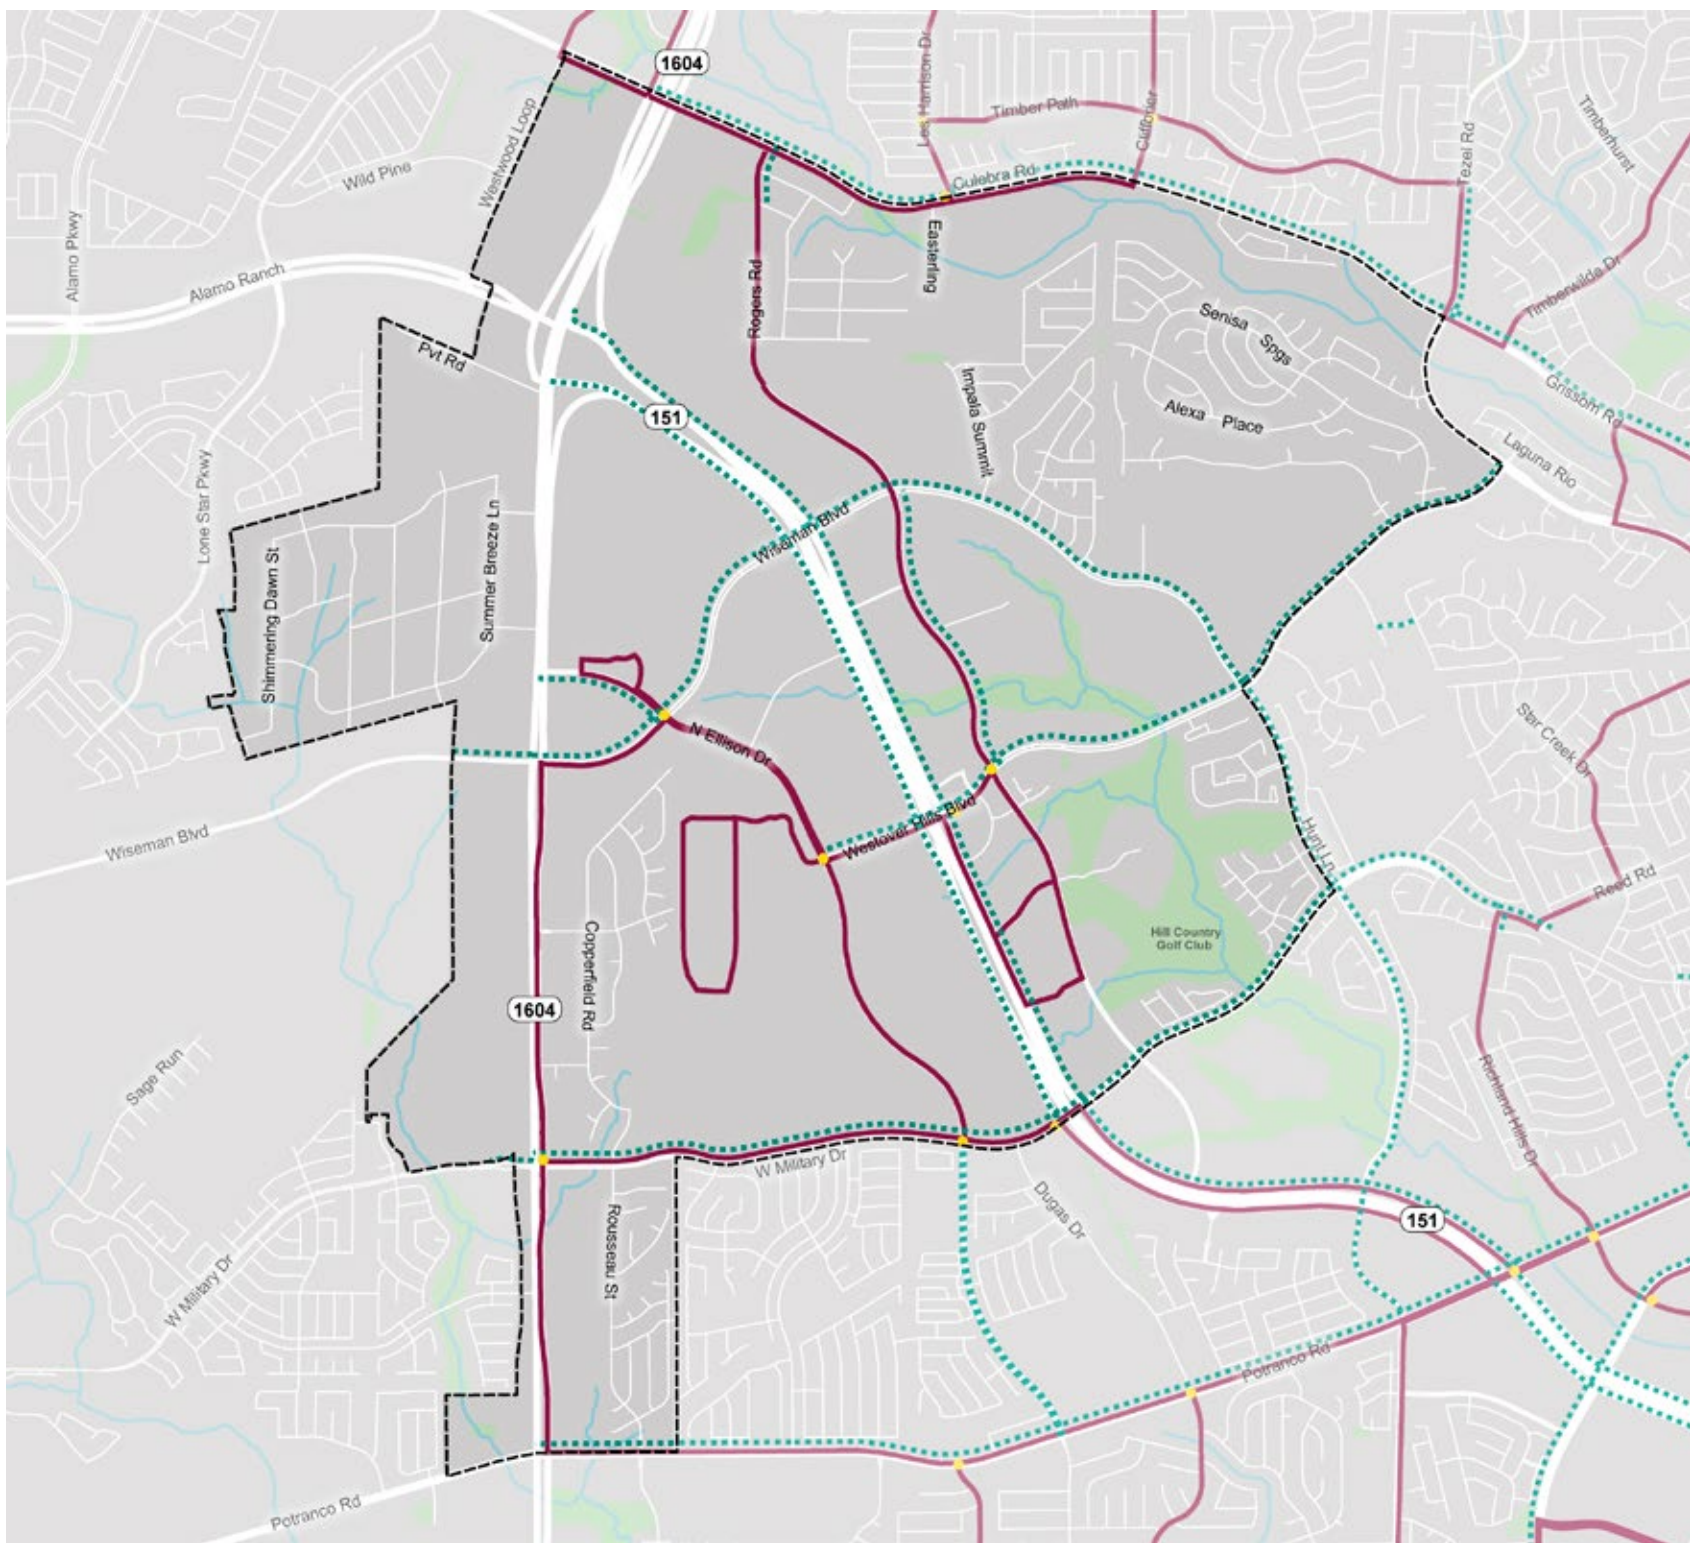 1604
Les Harrison Dr
Timber Path
Cliffbrier
Tezel Rd
Timberhurst
Westwood Loop
Wild Pine
Culebra Rd
Alamo Pkwy
Alamo Ranch
Easterling
Rogers Rd
Timberwilde Dr
Senisa Spgs
Pvt Rd
Impala Summit
Alexa Place
Grissom Rd
151
Laguna Rio
Lone Star Pkwy
Summer Breeze Ln
Wiseman Blvd
Shimmering Dawn St
N Ellison Dr
Star Creek Dr
Westover Hills Blvd
Wiseman Blvd
Hunt Ln
Reed Rd
Copperfield Rd
Hill Country
Golf Club
1604
Sage Run
Richland Hills Dr
W Military Dr
Dugas Dr
Rousseau St
151
W Military Dr
Potranco Rd
Potranco Rd